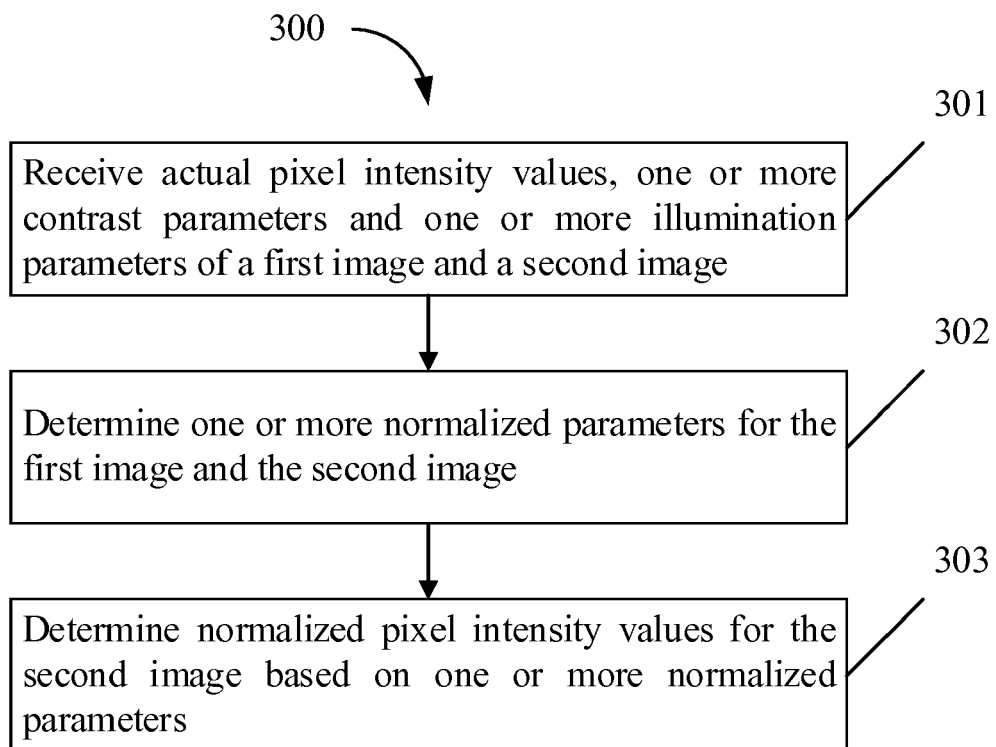 300
301
Receive actual pixel intensity values, one or more
contrast parameters and one or more illumination
parameters of a first image and a second image
302
Determine one or more normalized parameters for the
first image and the second image
303
Determine normalized pixel intensity values for the
second image based on one or more normalized
parameters